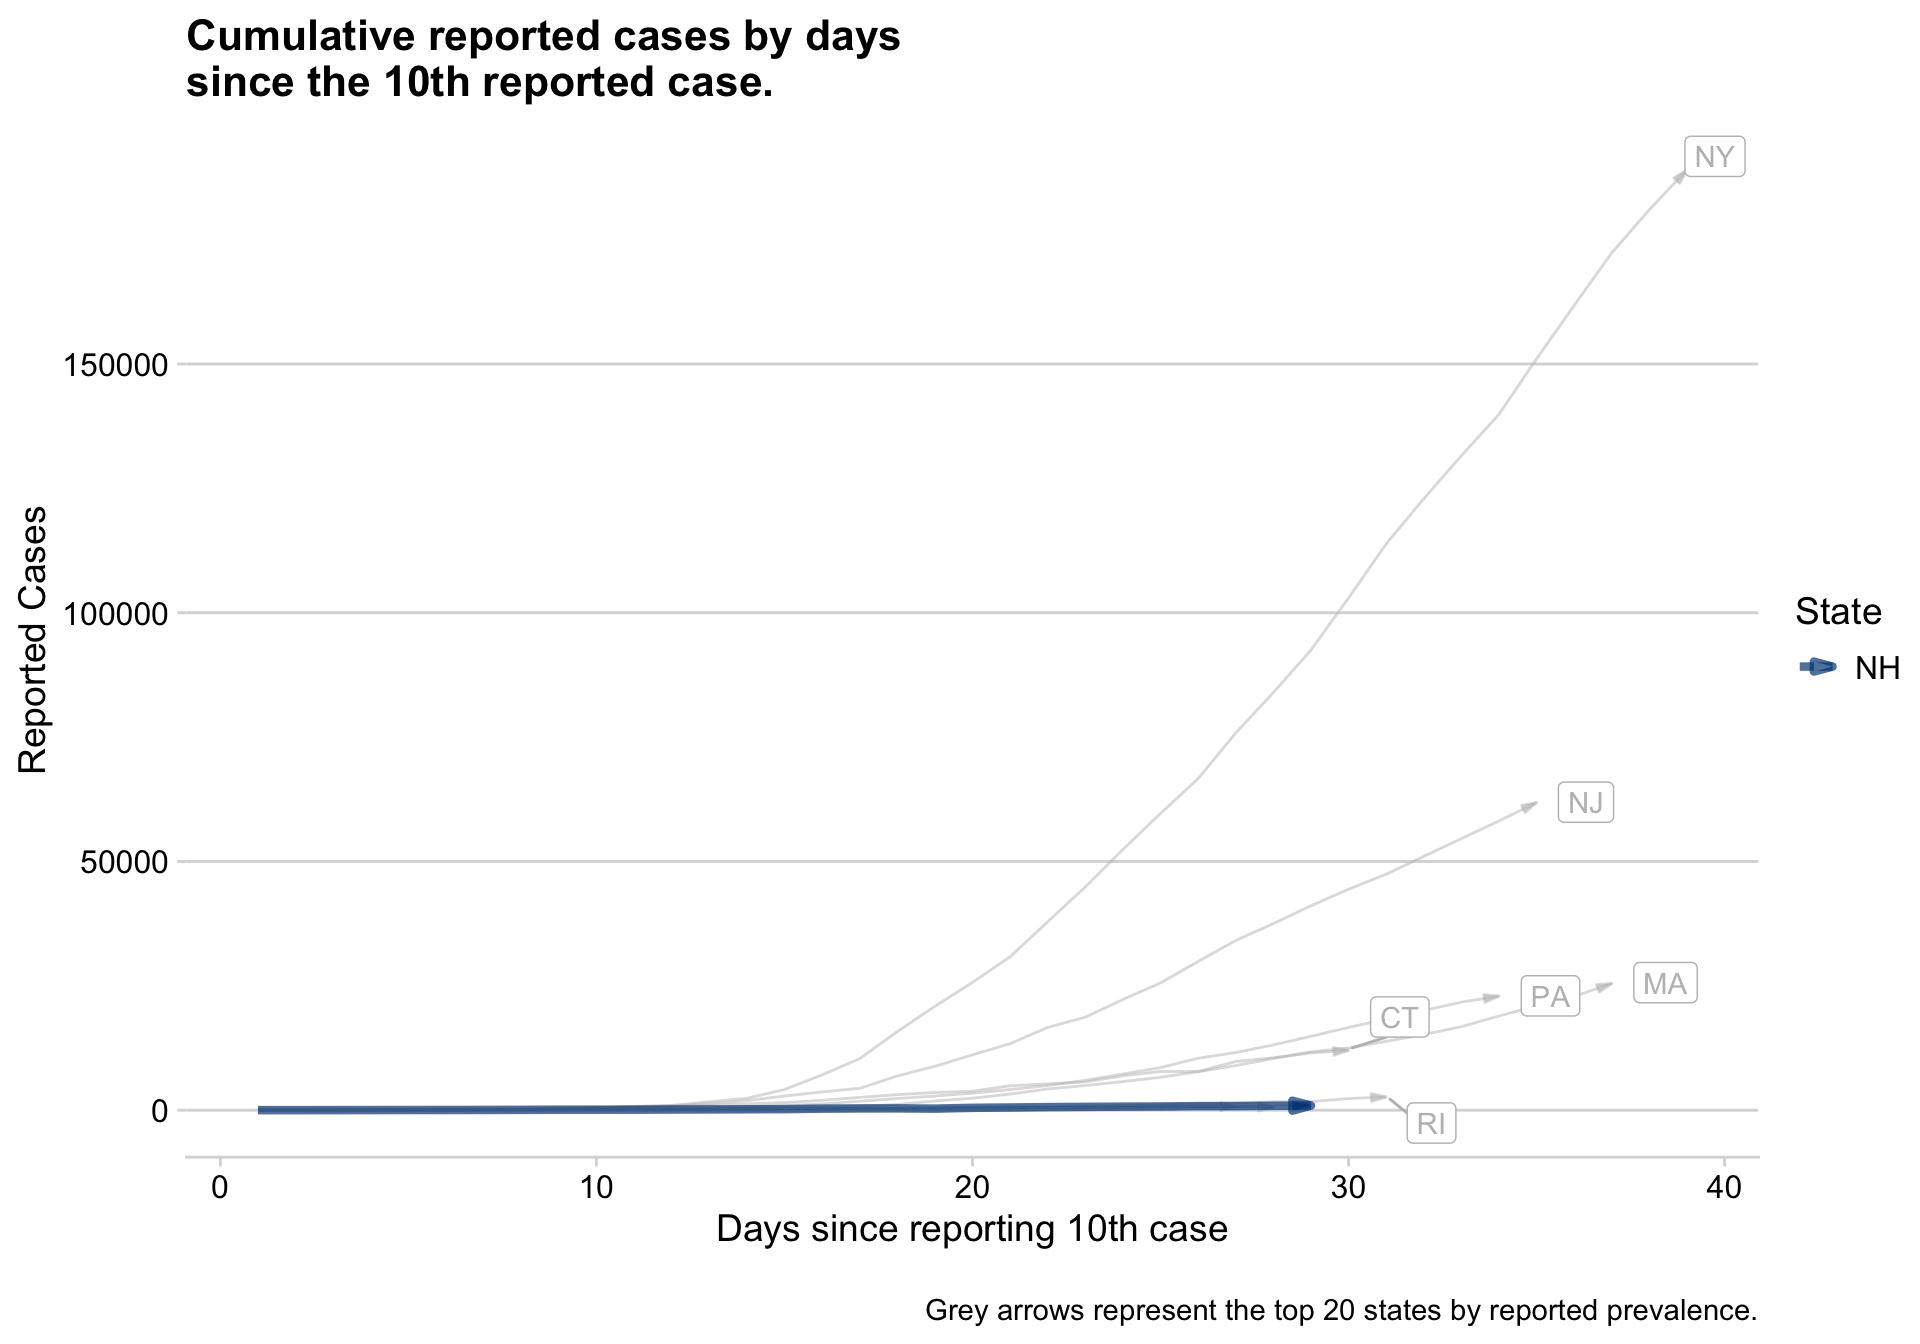 Cumulative reported cases by days
since the 10th reported case.
NY
150000
100000
50000
0
Reported Cases
NJ
MA
PA
CT
RI
State
NH
0 10 20 30 40
Days since reporting 10th case
Grey arrows represent the top 20 states by reported prevalence.